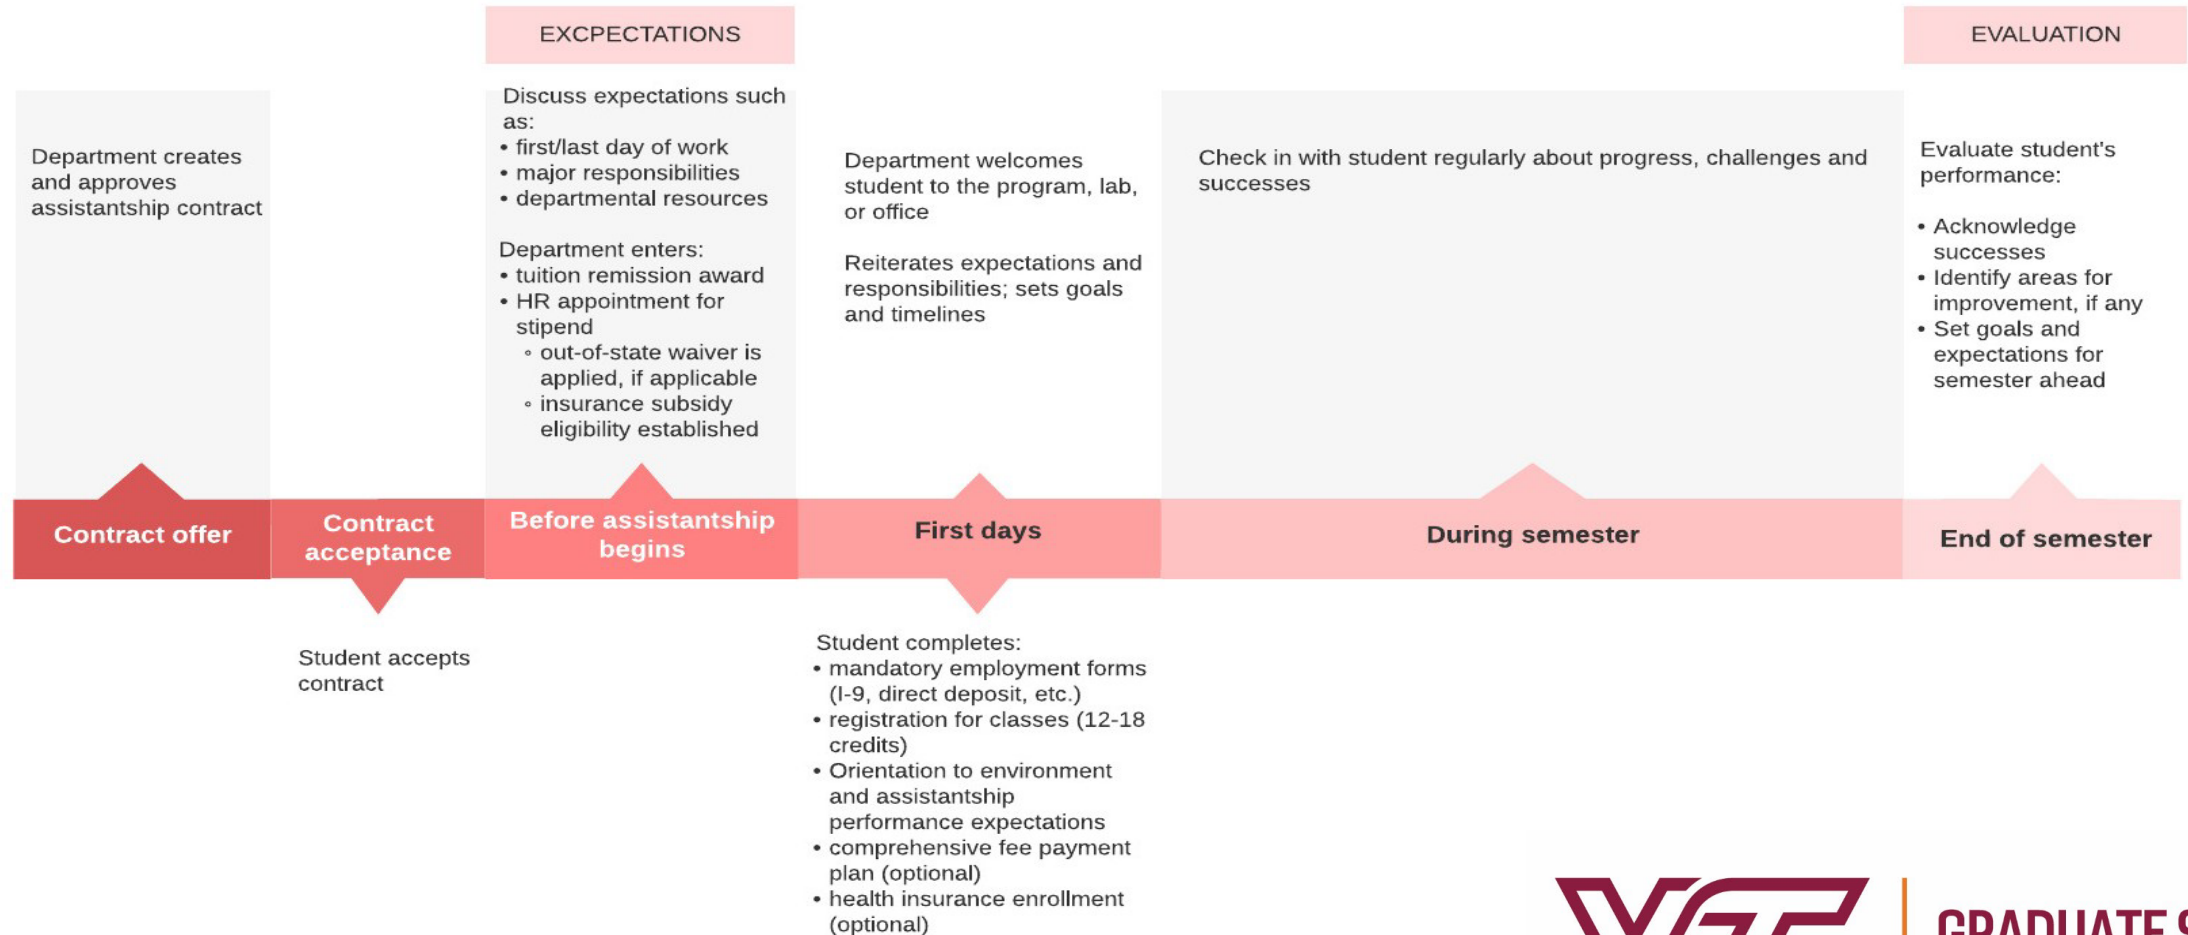 EXCPECTATIONS
EVALUATION
Department creates
and approves
assistantship contract
Discuss expectations such
as:
• first/last day of work
• major responsibilities
• departmental resources
Department enters:
• tuition remission award
• HR appointment for
stipend
◦ out-of-state waiver is
applied, if applicable
◦ insurance subsidy
eligibility established
Department welcomes
student to the program, lab,
or office
Reiterates expectations and
responsibilities; sets goals
and timelines
Check in with student regularly about progress, challenges and
successes
Evaluate student's
performance:
• Acknowledge
successes
• Identify areas for
improvement, if any
• Set goals and
expectations for
semester ahead
Contract offer
Contract
acceptance
Before assistantship
begins
First days
During semester
End of semester
Student accepts
contract
Student completes:
• mandatory employment forms
(I-9, direct deposit, etc.)
• registration for classes (12-18
credits)
• Orientation to environment
and assistantship
performance expectations
• comprehensive fee payment
plan (optional)
• health insurance enrollment
(optional)
GRADUATE